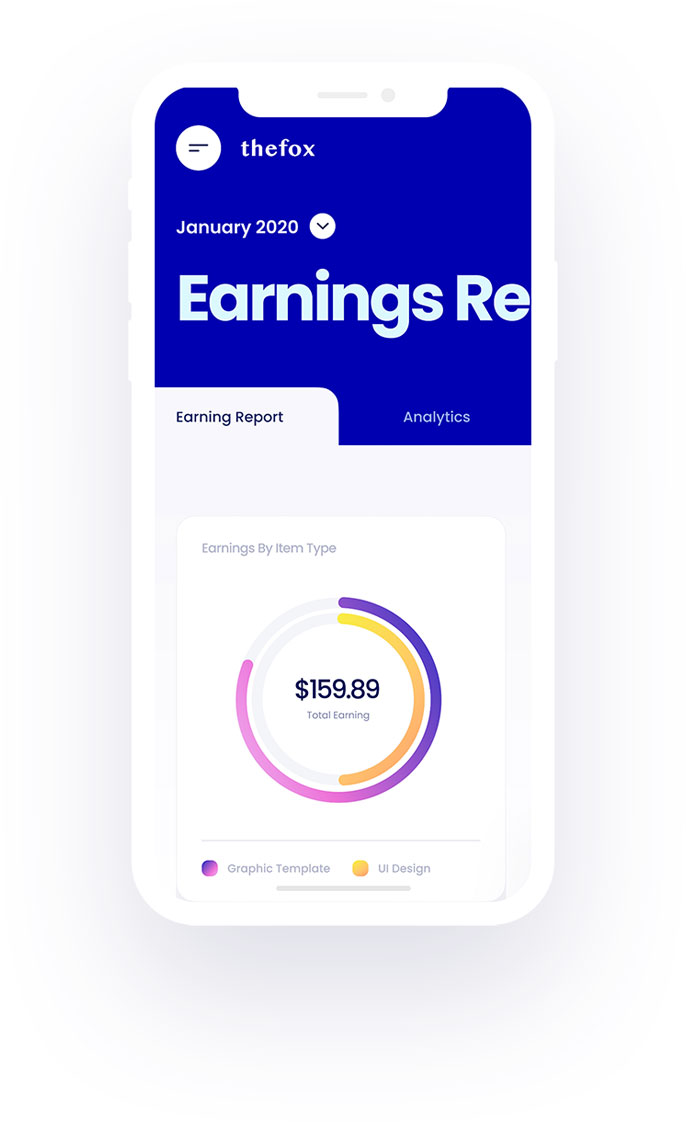 thefox
January 2020
Earnings Re
Earning Report
Analytics
Earnings By Item Type
$159.89
Total Earning
Graphic Template
UI Design